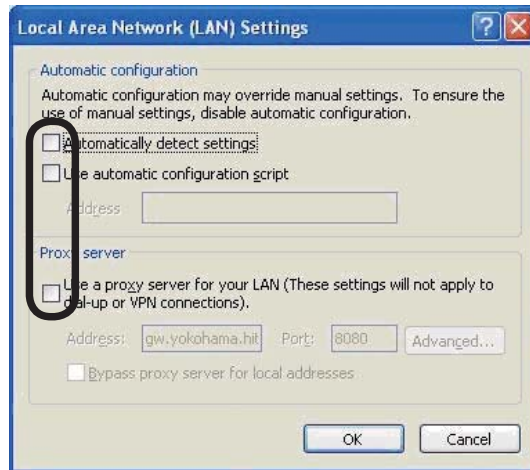 Local Area Network (LAN) Settings
Automatic configuration
Automatic configuration may override manual settings. To ensure the
use of manual settings, disable automatic configuration.
Automatically detect settings
Use automatic configuration script
Address
Proxy server
Use a proxy server for your LAN (These settings will not apply to
dial-up or VPN connections).
Address: gw.yokohama.hit Port: 8080 Advanced...
Bypass proxy server for local addresses
OK Cancel